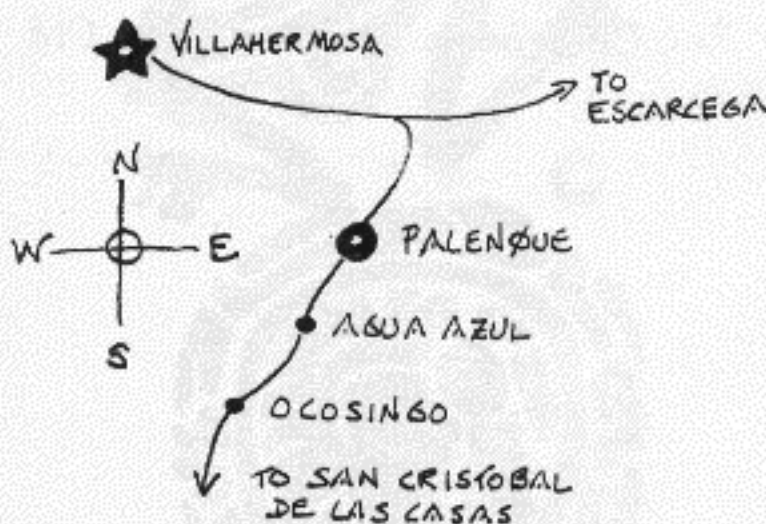 VILLAHERMOSA
TO
ESCARCEGA
N
W E
S
PALENQUE
AGUA AZUL
OCOSINGO
TO SAN CRISTOBAL
DE LAS CASAS